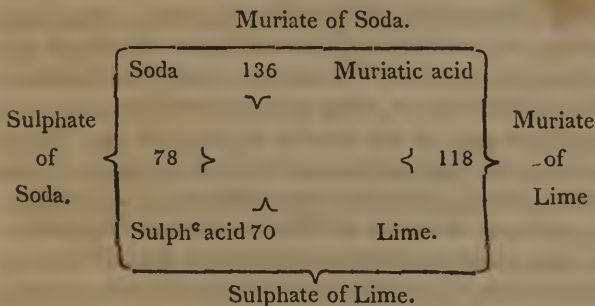 Muriate of Soda.
Soda 136 Muriatic acid
Sulphate
of
Soda.
78
118
Muriate
of
Lime
Sulphᶜ acid 70 Lime.
Sulphate of Lime.